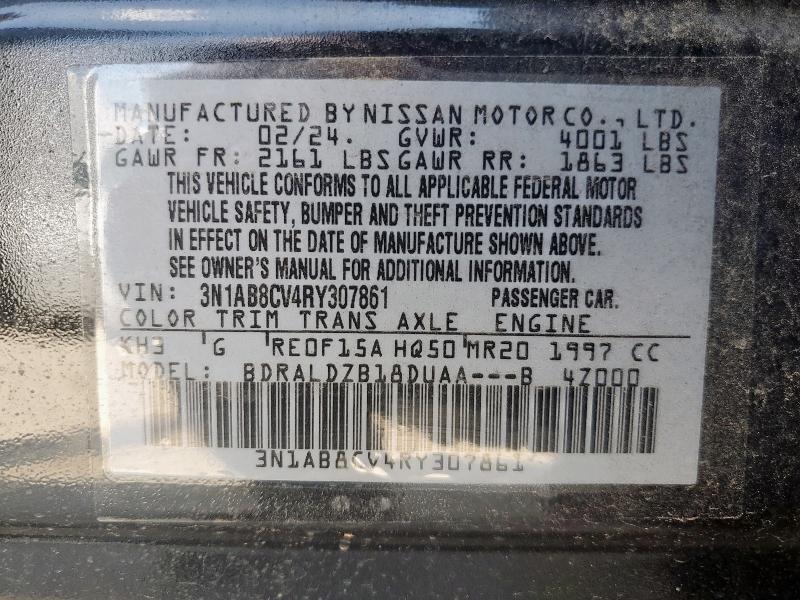 MANUFACTURED BY NISSAN MOTOR CO., LTD.
DATE: 02/24. GVWR: 4001 LBS
GAWR FR: 2161 LBS GAWR RR: 1863 LBS
THIS VEHICLE CONFORMS TO ALL APPLICABLE FEDERAL MOTOR
VEHICLE SAFETY, BUMPER AND THEFT PREVENTION STANDARDS
IN EFFECT ON THE DATE OF MANUFACTURE SHOWN ABOVE.
SEE OWNER'S MANUAL FOR ADDITIONAL INFORMATION.
VIN: 3N1AB8CV4RY307861 PASSENGER CAR.
COLOR TRIM TRANS AXLE ENGINE
KH3 G RE0F15A HQ50 MR20 1997 CC
MODEL: BDRALDZB18DUAA---B 4Z000
3N1AB8CV4RY307861